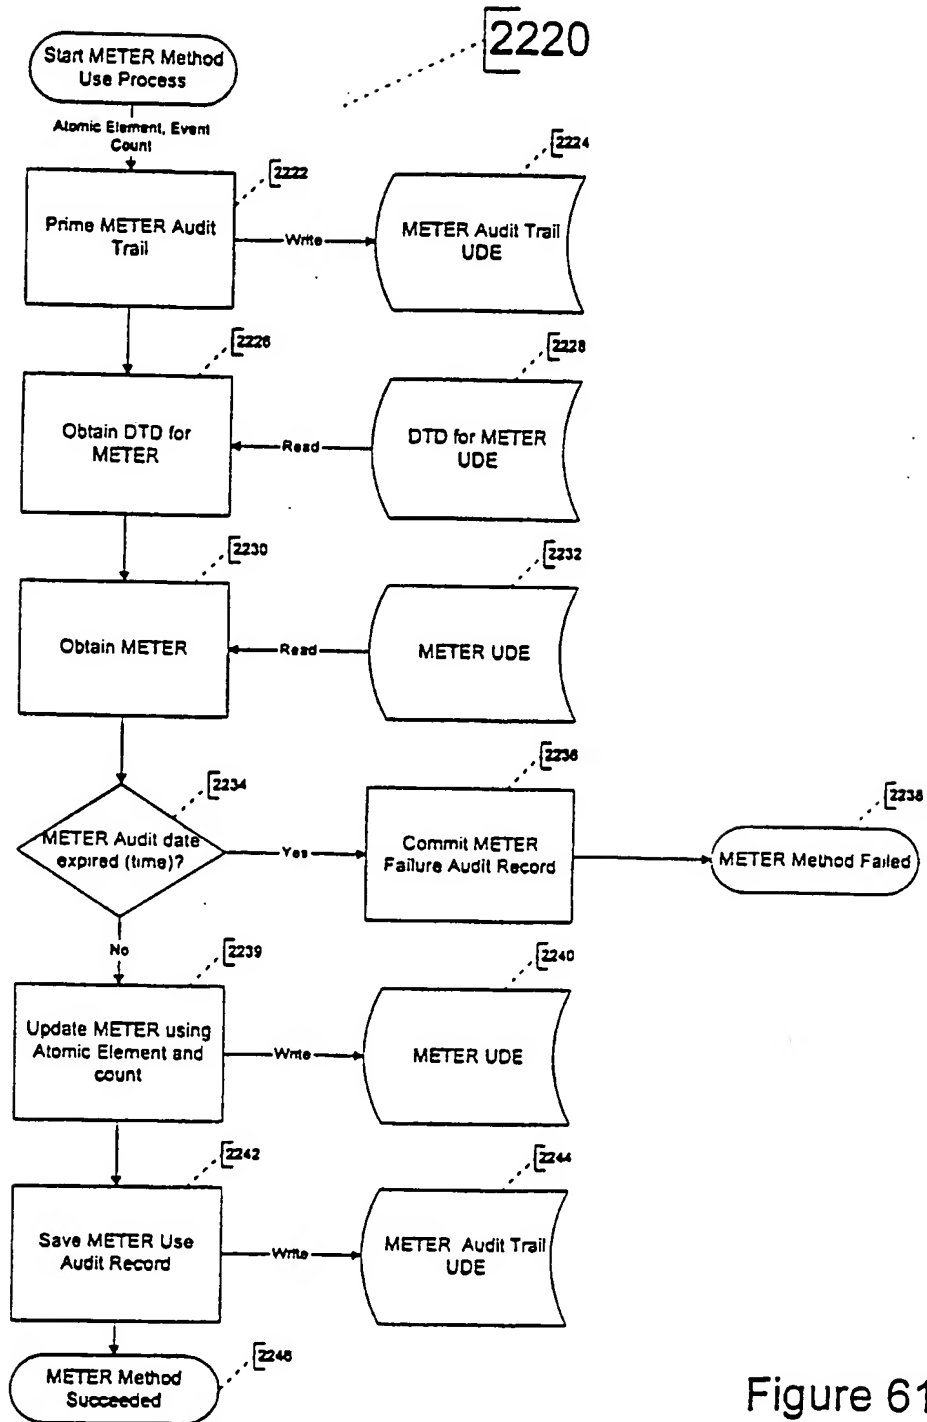 2220
Start METER Method
Use Process
Atomic Element, Event
Count
2222
2224
Prime METER Audit
Trail
Write
METER Audit Trail
UDE
2226
2228
Obtain DTD for
METER
Read
DTD for METER
UDE
2230
2232
Obtain METER
Read
METER UDE
2234
2236
2238
METER Audit date
expired (time)?
Yes
Commit METER
Failure Audit Record
METER Method Failed
No
2239
2240
Update METER using
Atomic Element and
count
Write
METER UDE
2242
2244
Save METER Use
Audit Record
Write
METER Audit Trail
UDE
2246
METER Method
Succeeded
Figure 61